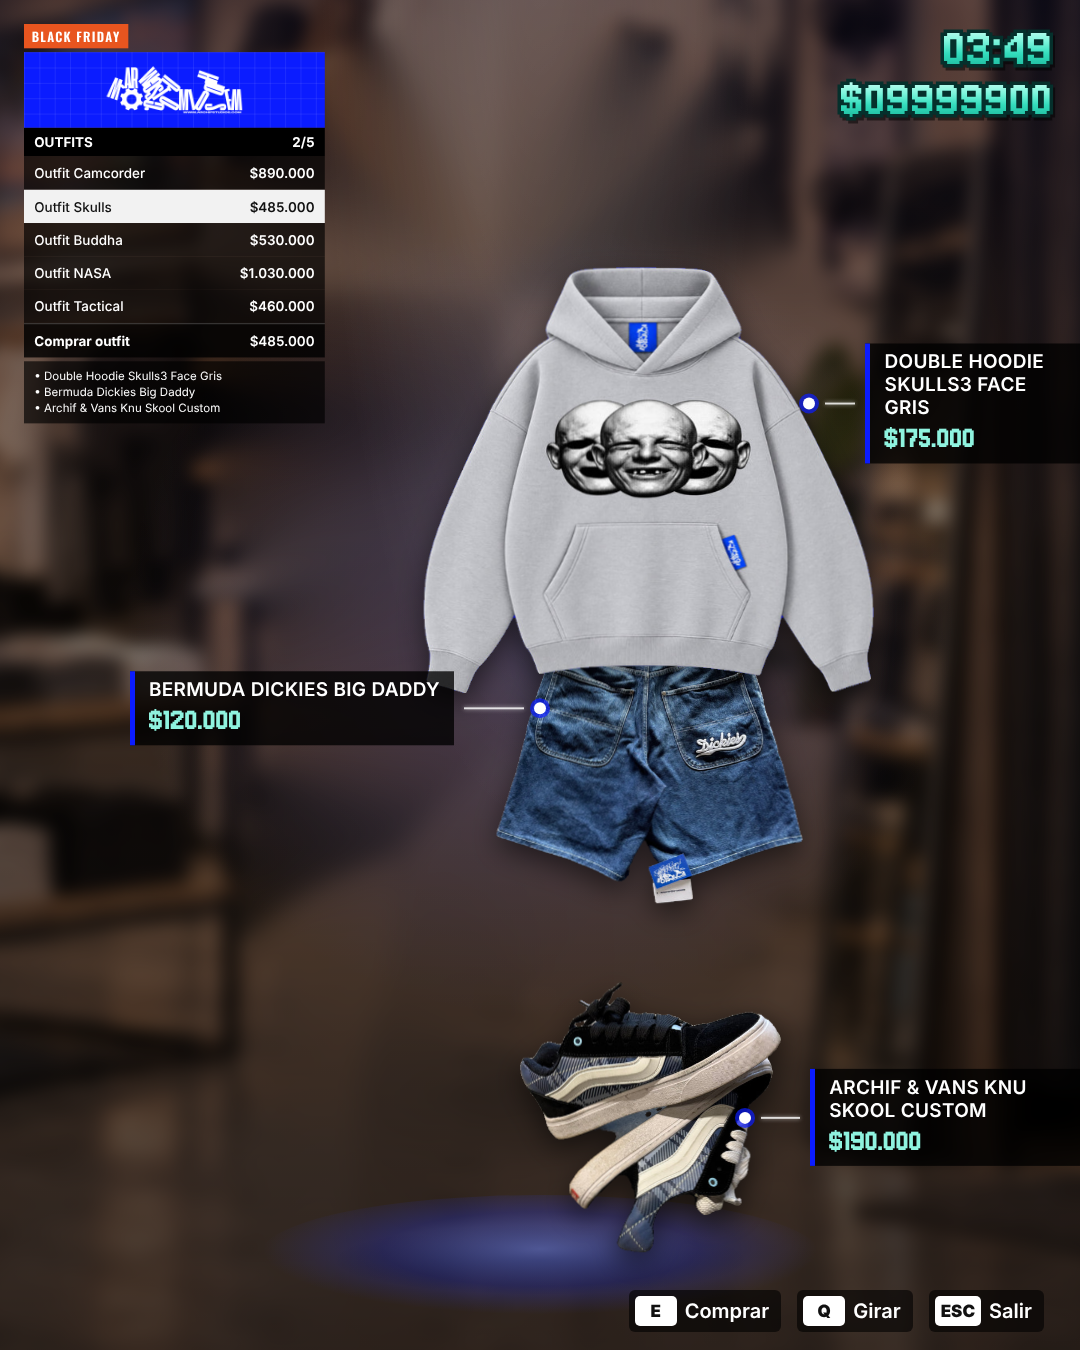 BLACK FRIDAY
03:49
$09999900
OUTFITS 2/5
Outfit Camcorder $890.000
Outfit Skulls $485.000
Outfit Buddha $530.000
Outfit NASA $1.030.000
Outfit Tactical $460.000
Comprar outfit $485.000
• Double Hoodie Skulls3 Face Gris
• Bermuda Dickies Big Daddy
• Archif & Vans Knu Skool Custom
DOUBLE HOODIE
SKULLS3 FACE
GRIS
$175.000
BERMUDA DICKIES BIG DADDY
$120.000
Dickies
ARCHIF & VANS KNU
SKOOL CUSTOM
$190.000
E Comprar Q Girar ESC Salir